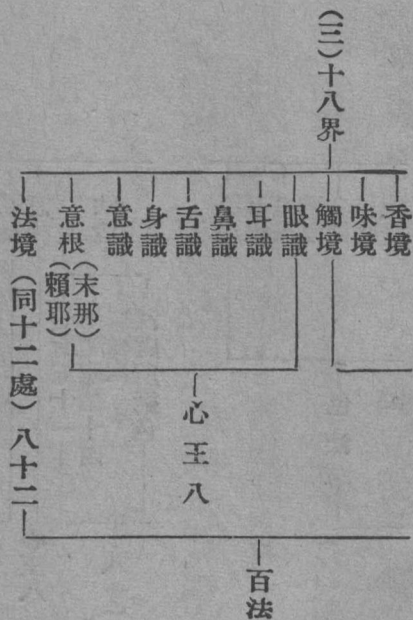 香境
味境
觸境
（三）十八界
眼識
耳識
鼻識
舌識
身識
意識
意根（末那）（賴耶）
心王八
法境（同十二處）八十二
百法